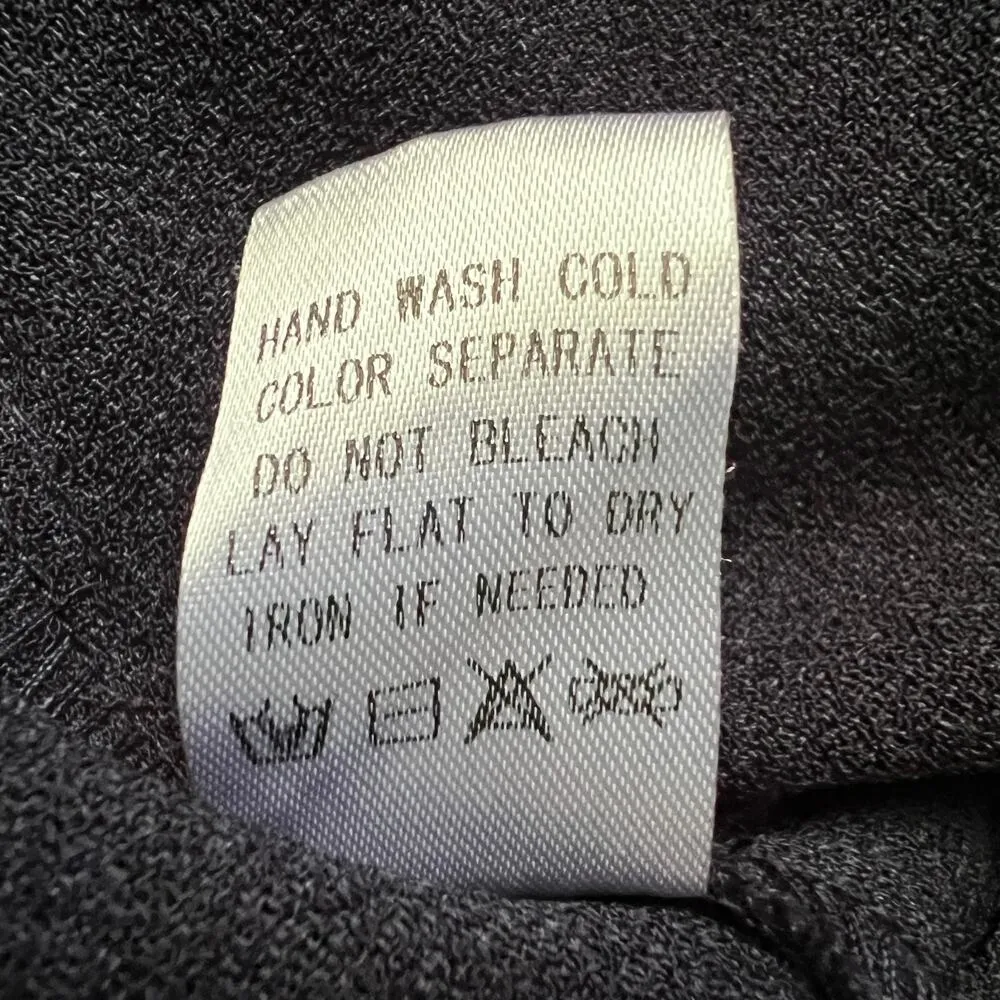 HAND WASH COLD
COLOR SEPARATE
DO NOT BLEACH
LAY FLAT TO DRY
IRON IF NEEDED